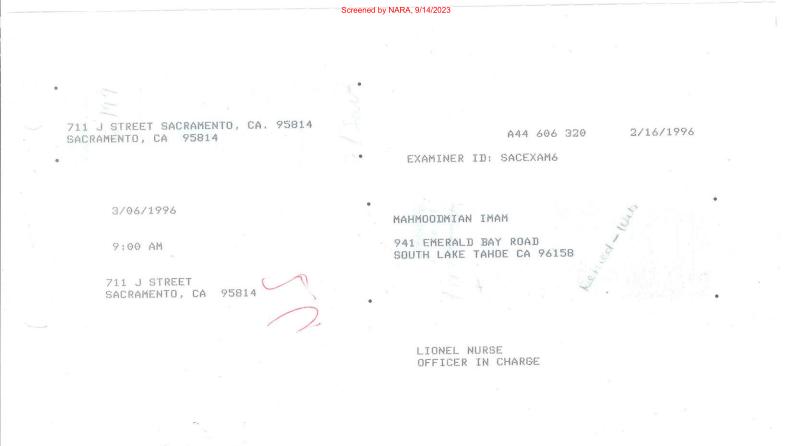 Screened by NARA, 9/14/2023
711 J STREET SACRAMENTO, CA. 95814
SACRAMENTO, CA 95814
A44 606 320 2/16/1996
EXAMINER ID: SACEXAM6
3/06/1996
9:00 AM
711 J STREET
SACRAMENTO, CA 95814
MAHMOODMIAN IMAM
941 EMERALD BAY ROAD
SOUTH LAKE TAHOE CA 96158
LIONEL NURSE
OFFICER IN CHARGE